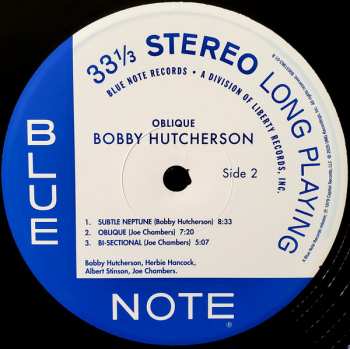 33⅓ STEREO LONG PLAYING
BLUE NOTE RECORDS • A DIVISION OF LIBERTY RECORDS, INC.
OBLIQUE
BOBBY HUTCHERSON
Side 2
1. SUBTLE NEPTUNE (Bobby Hutcherson) 8:33
2. OBLIQUE (Joe Chambers) 7:20
3. BI-SECTIONAL (Joe Chambers) 5:07
Bobby Hutcherson, Herbie Hancock,
Albert Stinson, Joe Chambers.
BLUE
NOTE
®